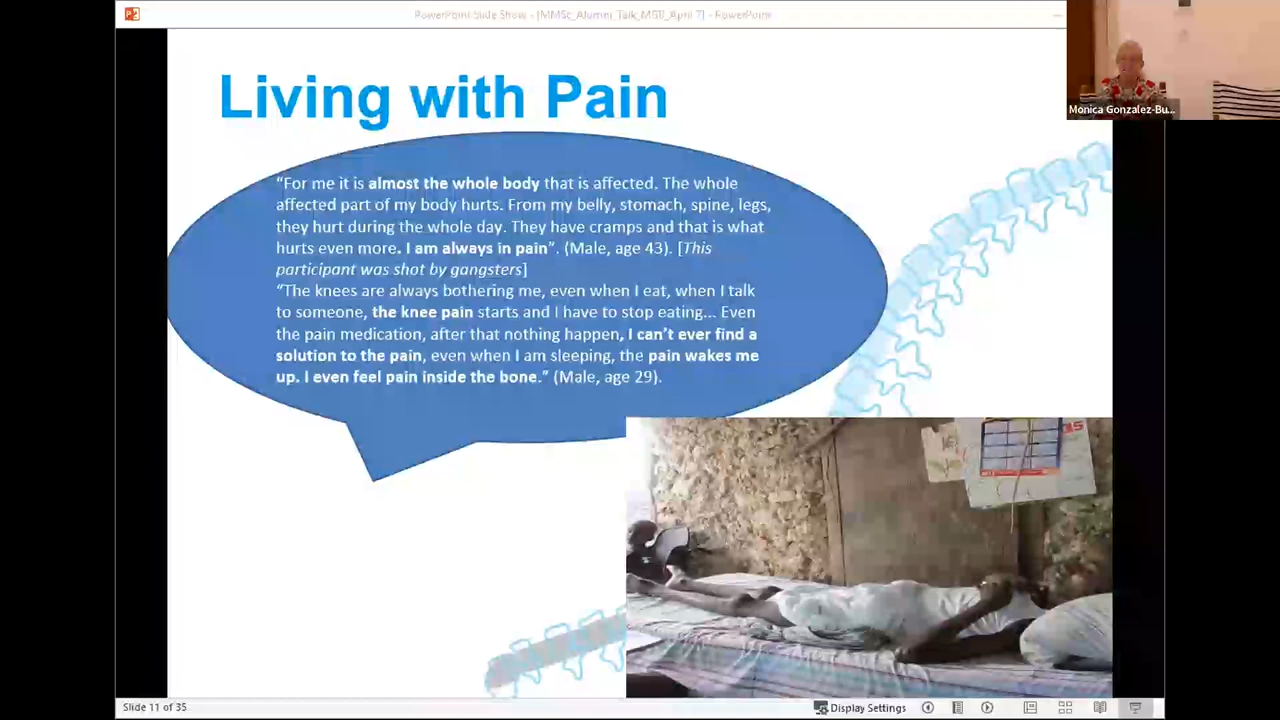 PowerPoint Slide Show - [MMSc_Alumni_Talk_MGB_April 7] - PowerPoint
Monica Gonzalez-Bu...
Living with Pain
“For me it is almost the whole body that is affected. The whole
affected part of my body hurts. From my belly, stomach, spine, legs,
they hurt during the whole day. They have cramps and that is what
hurts even more. I am always in pain”. (Male, age 43). [This
participant was shot by gangsters]
“The knees are always bothering me, even when I eat, when I talk
to someone, the knee pain starts and I have to stop eating... Even
the pain medication, after that nothing happen, I can’t ever find a
solution to the pain, even when I am sleeping, the pain wakes me
up. I even feel pain inside the bone.” (Male, age 29).
Slide 11 of 35
Display Settings